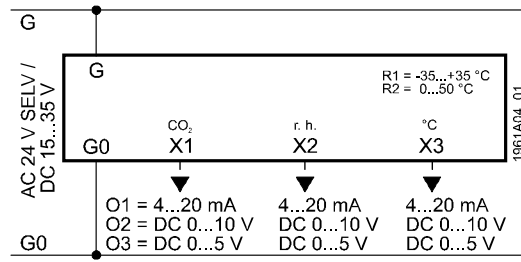 G
G
R1 = -35...+35 °C
R2 = 0...50 °C
AC 24 V SELV /
DC 15...35 V
CO₂ r. h. °C
G0 X1 X2 X3
1961A04_01
O1 = 4...20 mA 4...20 mA 4...20 mA
O2 = DC 0...10 V DC 0...10 V DC 0...10 V
O3 = DC 0...5 V DC 0...5 V DC 0...5 V
G0